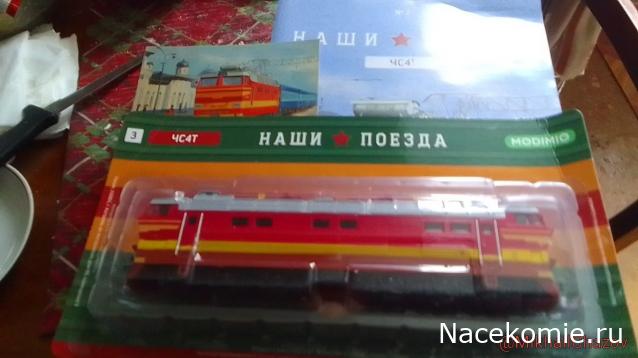 НАШИ ★
ЧС4Т
3 ЧС4Т НАШИ ★ ПОЕЗДА MODIMIO
Nacekomie.ru